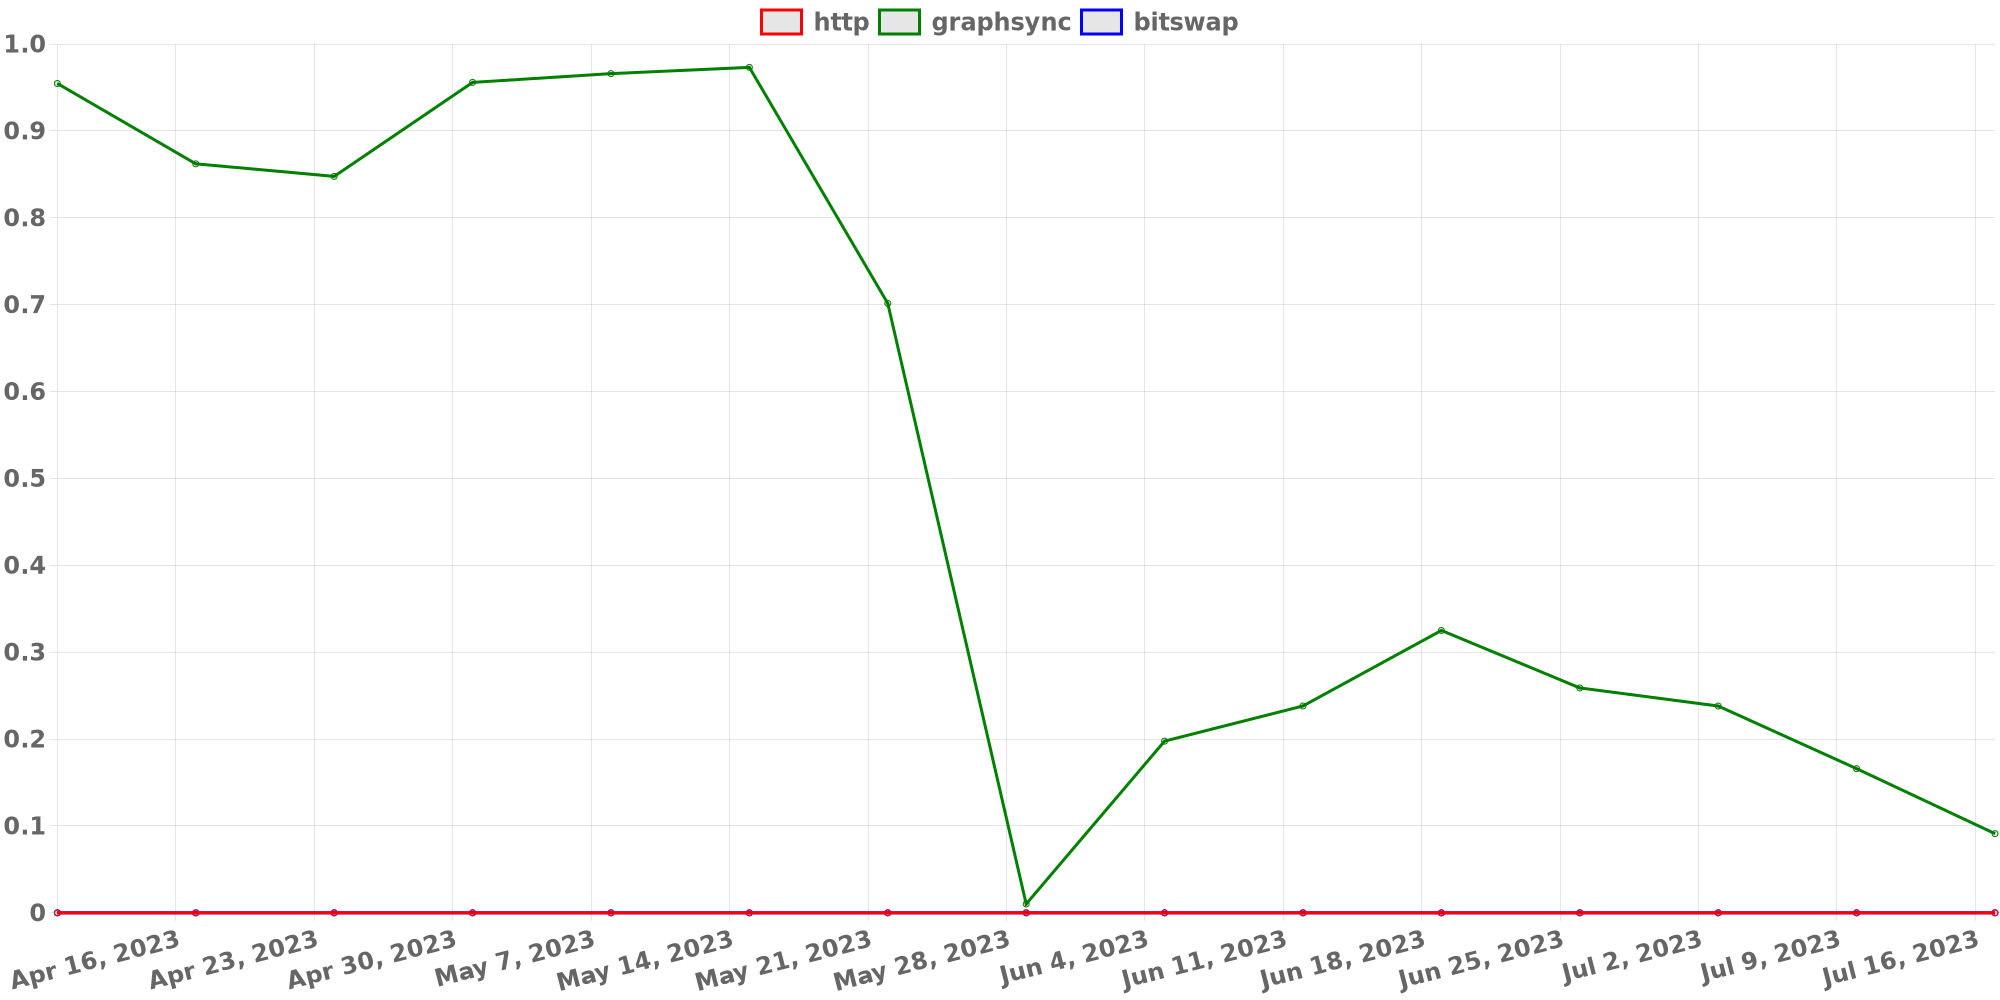 http graphsync bitswap
1.0
0.9
0.8
0.7
0.6
0.5
0.4
0.3
0.2
0.1
0
Apr 16, 2023
Apr 23, 2023
Apr 30, 2023
May 7, 2023
May 14, 2023
May 21, 2023
May 28, 2023
Jun 4, 2023
Jun 11, 2023
Jun 18, 2023
Jun 25, 2023
Jul 2, 2023
Jul 9, 2023
Jul 16, 2023